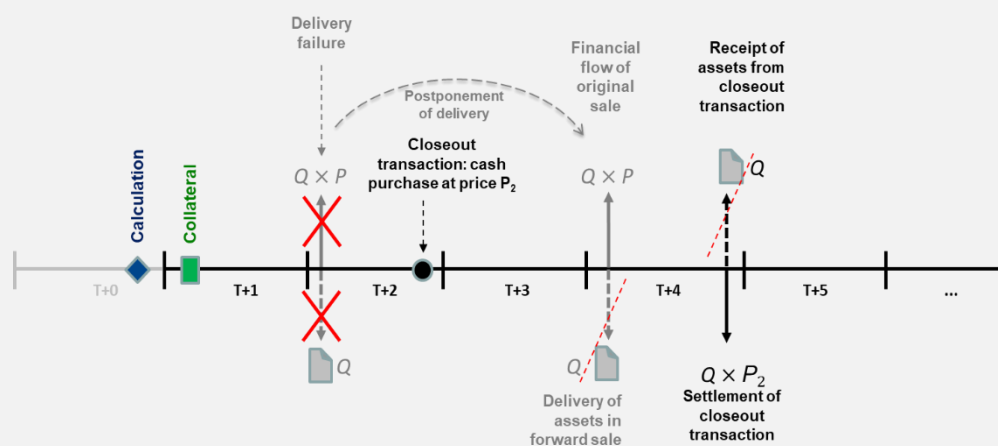 Delivery
failure
Financial
flow of
original
sale
Receipt of
assets from
closeout
transaction
Postponement
of delivery
Closeout
transaction: cash
purchase at price P₂
Calculation
Collateral
Q × P
Q × P
Q
T+0
T+1
T+2
T+3
T+4
T+5
...
Q
Q
Q × P₂
Delivery of
assets in
forward sale
Settlement of
closeout
transaction